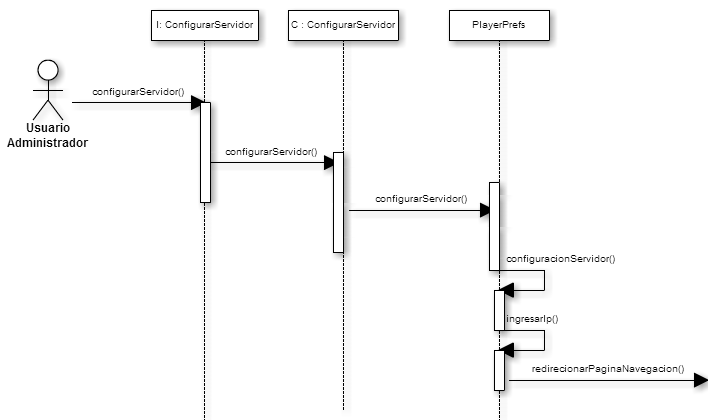 I: ConfigurarServidor
C : ConfigurarServidor
PlayerPrefs
configurarServidor()
Usuario
Administrador
configurarServidor()
configurarServidor()
configuracionServidor()
ingresarIp()
redirecionarPaginaNavegacion()